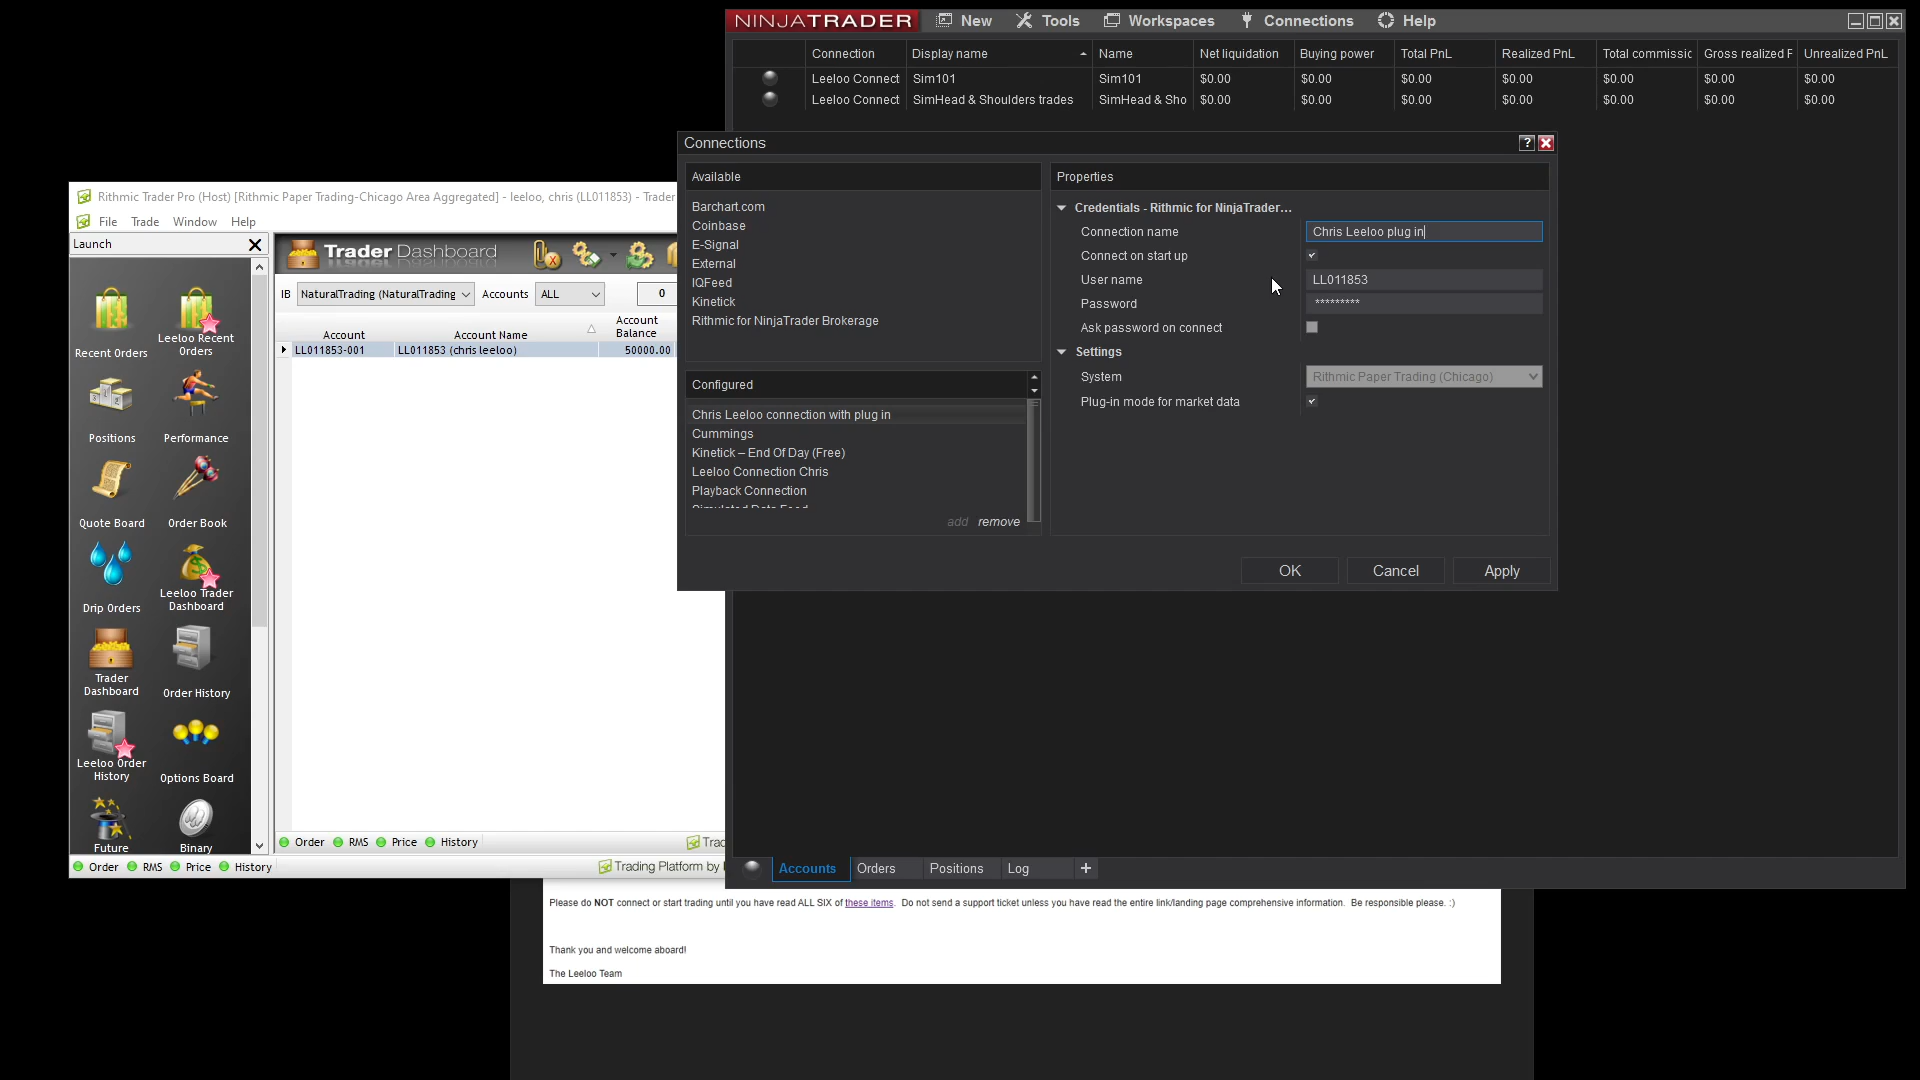 NINJATRADER
New
Tools
Workspaces
Connections
Help
Connection
Display name
Name
Net liquidation
Buying power
Total PnL
Realized PnL
Total commissic
Gross realized F
Unrealized PnL
Leeloo Connect
Sim101
Sim101
$0.00
$0.00
$0.00
$0.00
$0.00
$0.00
$0.00
Leeloo Connect
SimHead & Shoulders trades
SimHead & Sho
$0.00
$0.00
$0.00
$0.00
$0.00
$0.00
$0.00
Connections
?
Available
Barchart.com
Coinbase
E-Signal
External
IQFeed
Kinetick
Rithmic for NinjaTrader Brokerage
Configured
Chris Leeloo connection with plug in
Cummings
Kinetick – End Of Day (Free)
Leeloo Connection Chris
Playback Connection
Simulated Data Feed
add
remove
Properties
Credentials - Rithmic for NinjaTrader...
Connection name
Chris Leeloo plug in
Connect on start up
User name
LL011853
Password
*********
Ask password on connect
Settings
System
Rithmic Paper Trading (Chicago)
Plug-in mode for market data
OK
Cancel
Apply
Rithmic Trader Pro (Host) [Rithmic Paper Trading-Chicago Area Aggregated] - leeloo, chris (LL011853) - Trader
File
Trade
Window
Help
Launch
Recent Orders
Leeloo Recent
Orders
Positions
Performance
Quote Board
Order Book
Drip Orders
Leeloo Trader
Dashboard
Trader
Dashboard
Order History
Leeloo Order
History
Options Board
Future
Binary
Trader Dashboard
IB
NaturalTrading (NaturalTrading
Accounts
ALL
0
Account
Account Name
Account
Balance
LL011853-001
LL011853 (chris leeloo)
50000.00
Order
RMS
Price
History
Trac
Order
RMS
Price
History
Trading Platform by
Accounts
Orders
Positions
Log
+
Please do NOT connect or start trading until you have read ALL SIX of these items. Do not send a support ticket unless you have read the entire link/landing page comprehensive information. Be responsible please. :)
Thank you and welcome aboard!
The Leeloo Team